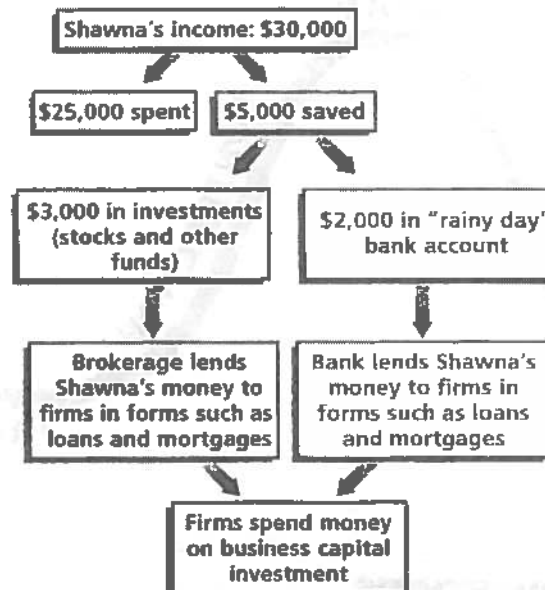 Shawna's income: $30,000
$25,000 spent
$5,000 saved
$3,000 in investments
(stocks and other
funds)
$2,000 in "rainy day"
bank account
Brokerage lends
Shawna's money to
firms in forms such as
loans and mortgages
Bank lends Shawna's
money to firms in
forms such as loans
and mortgages
Firms spend money
on business capital
investment